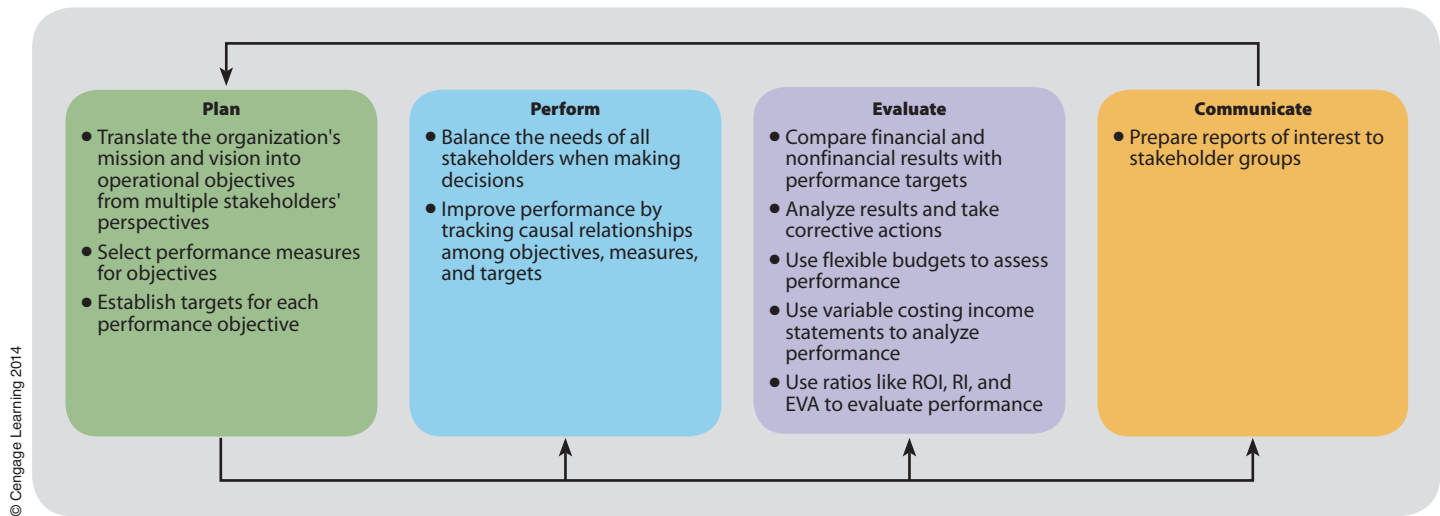 Plan
● Translate the organization's
mission and vision into
operational objectives
from multiple stakeholders'
perspectives
● Select performance measures
for objectives
● Establish targets for each
performance objective
Perform
● Balance the needs of all
stakeholders when making
decisions
● Improve performance by
tracking causal relationships
among objectives, measures,
and targets
Evaluate
● Compare financial and
nonfinancial results with
performance targets
● Analyze results and take
corrective actions
● Use flexible budgets to assess
performance
● Use variable costing income
statements to analyze
performance
● Use ratios like ROI, RI, and
EVA to evaluate performance
Communicate
● Prepare reports of interest to
stakeholder groups
© Cengage Learning 2014